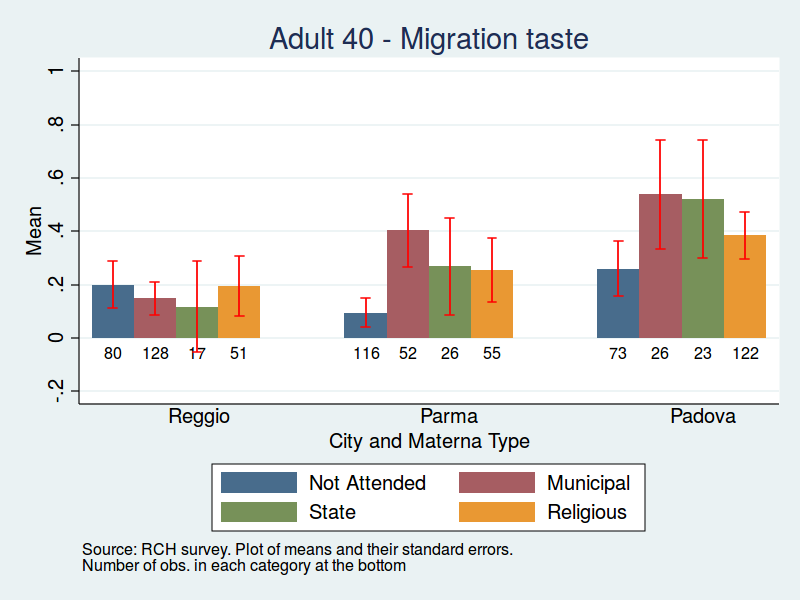 Adult 40 - Migration taste
Mean
1
.8
.6
.4
.2
0
-.2
80 128 17 51 116 52 26 55 73 26 23 122
Reggio Parma Padova
City and Materna Type
Not Attended Municipal
State Religious
Source: RCH survey. Plot of means and their standard errors.
Number of obs. in each category at the bottom